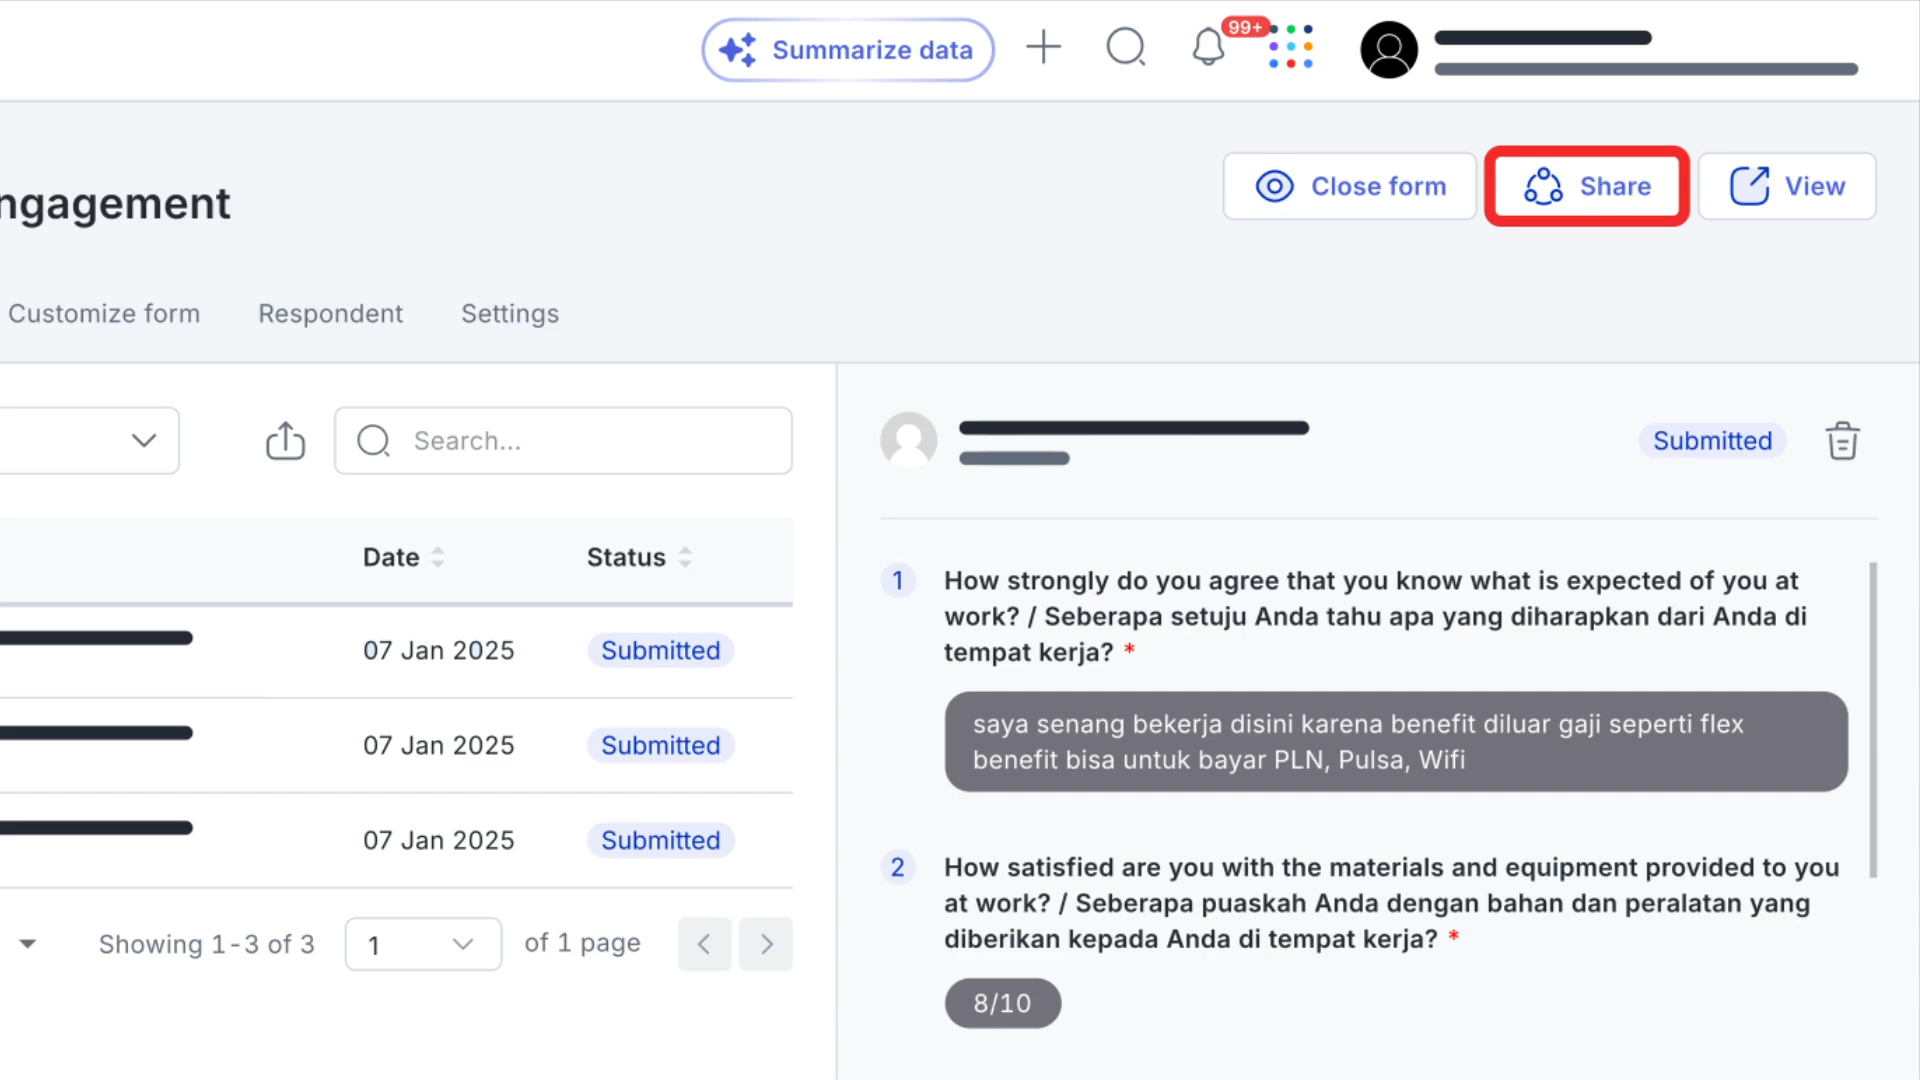 Summarize data
99+
ngagement
Close form
Share
View
Customize form
Respondent
Settings
Search...
Date
Status
07 Jan 2025
Submitted
07 Jan 2025
Submitted
07 Jan 2025
Submitted
Showing 1-3 of 3
1
of 1 page
Submitted
1
How strongly do you agree that you know what is expected of you at
work? / Seberapa setuju Anda tahu apa yang diharapkan dari Anda di
tempat kerja? *
saya senang bekerja disini karena benefit diluar gaji seperti flex
benefit bisa untuk bayar PLN, Pulsa, Wifi
2
How satisfied are you with the materials and equipment provided to you
at work? / Seberapa puaskah Anda dengan bahan dan peralatan yang
diberikan kepada Anda di tempat kerja? *
8/10